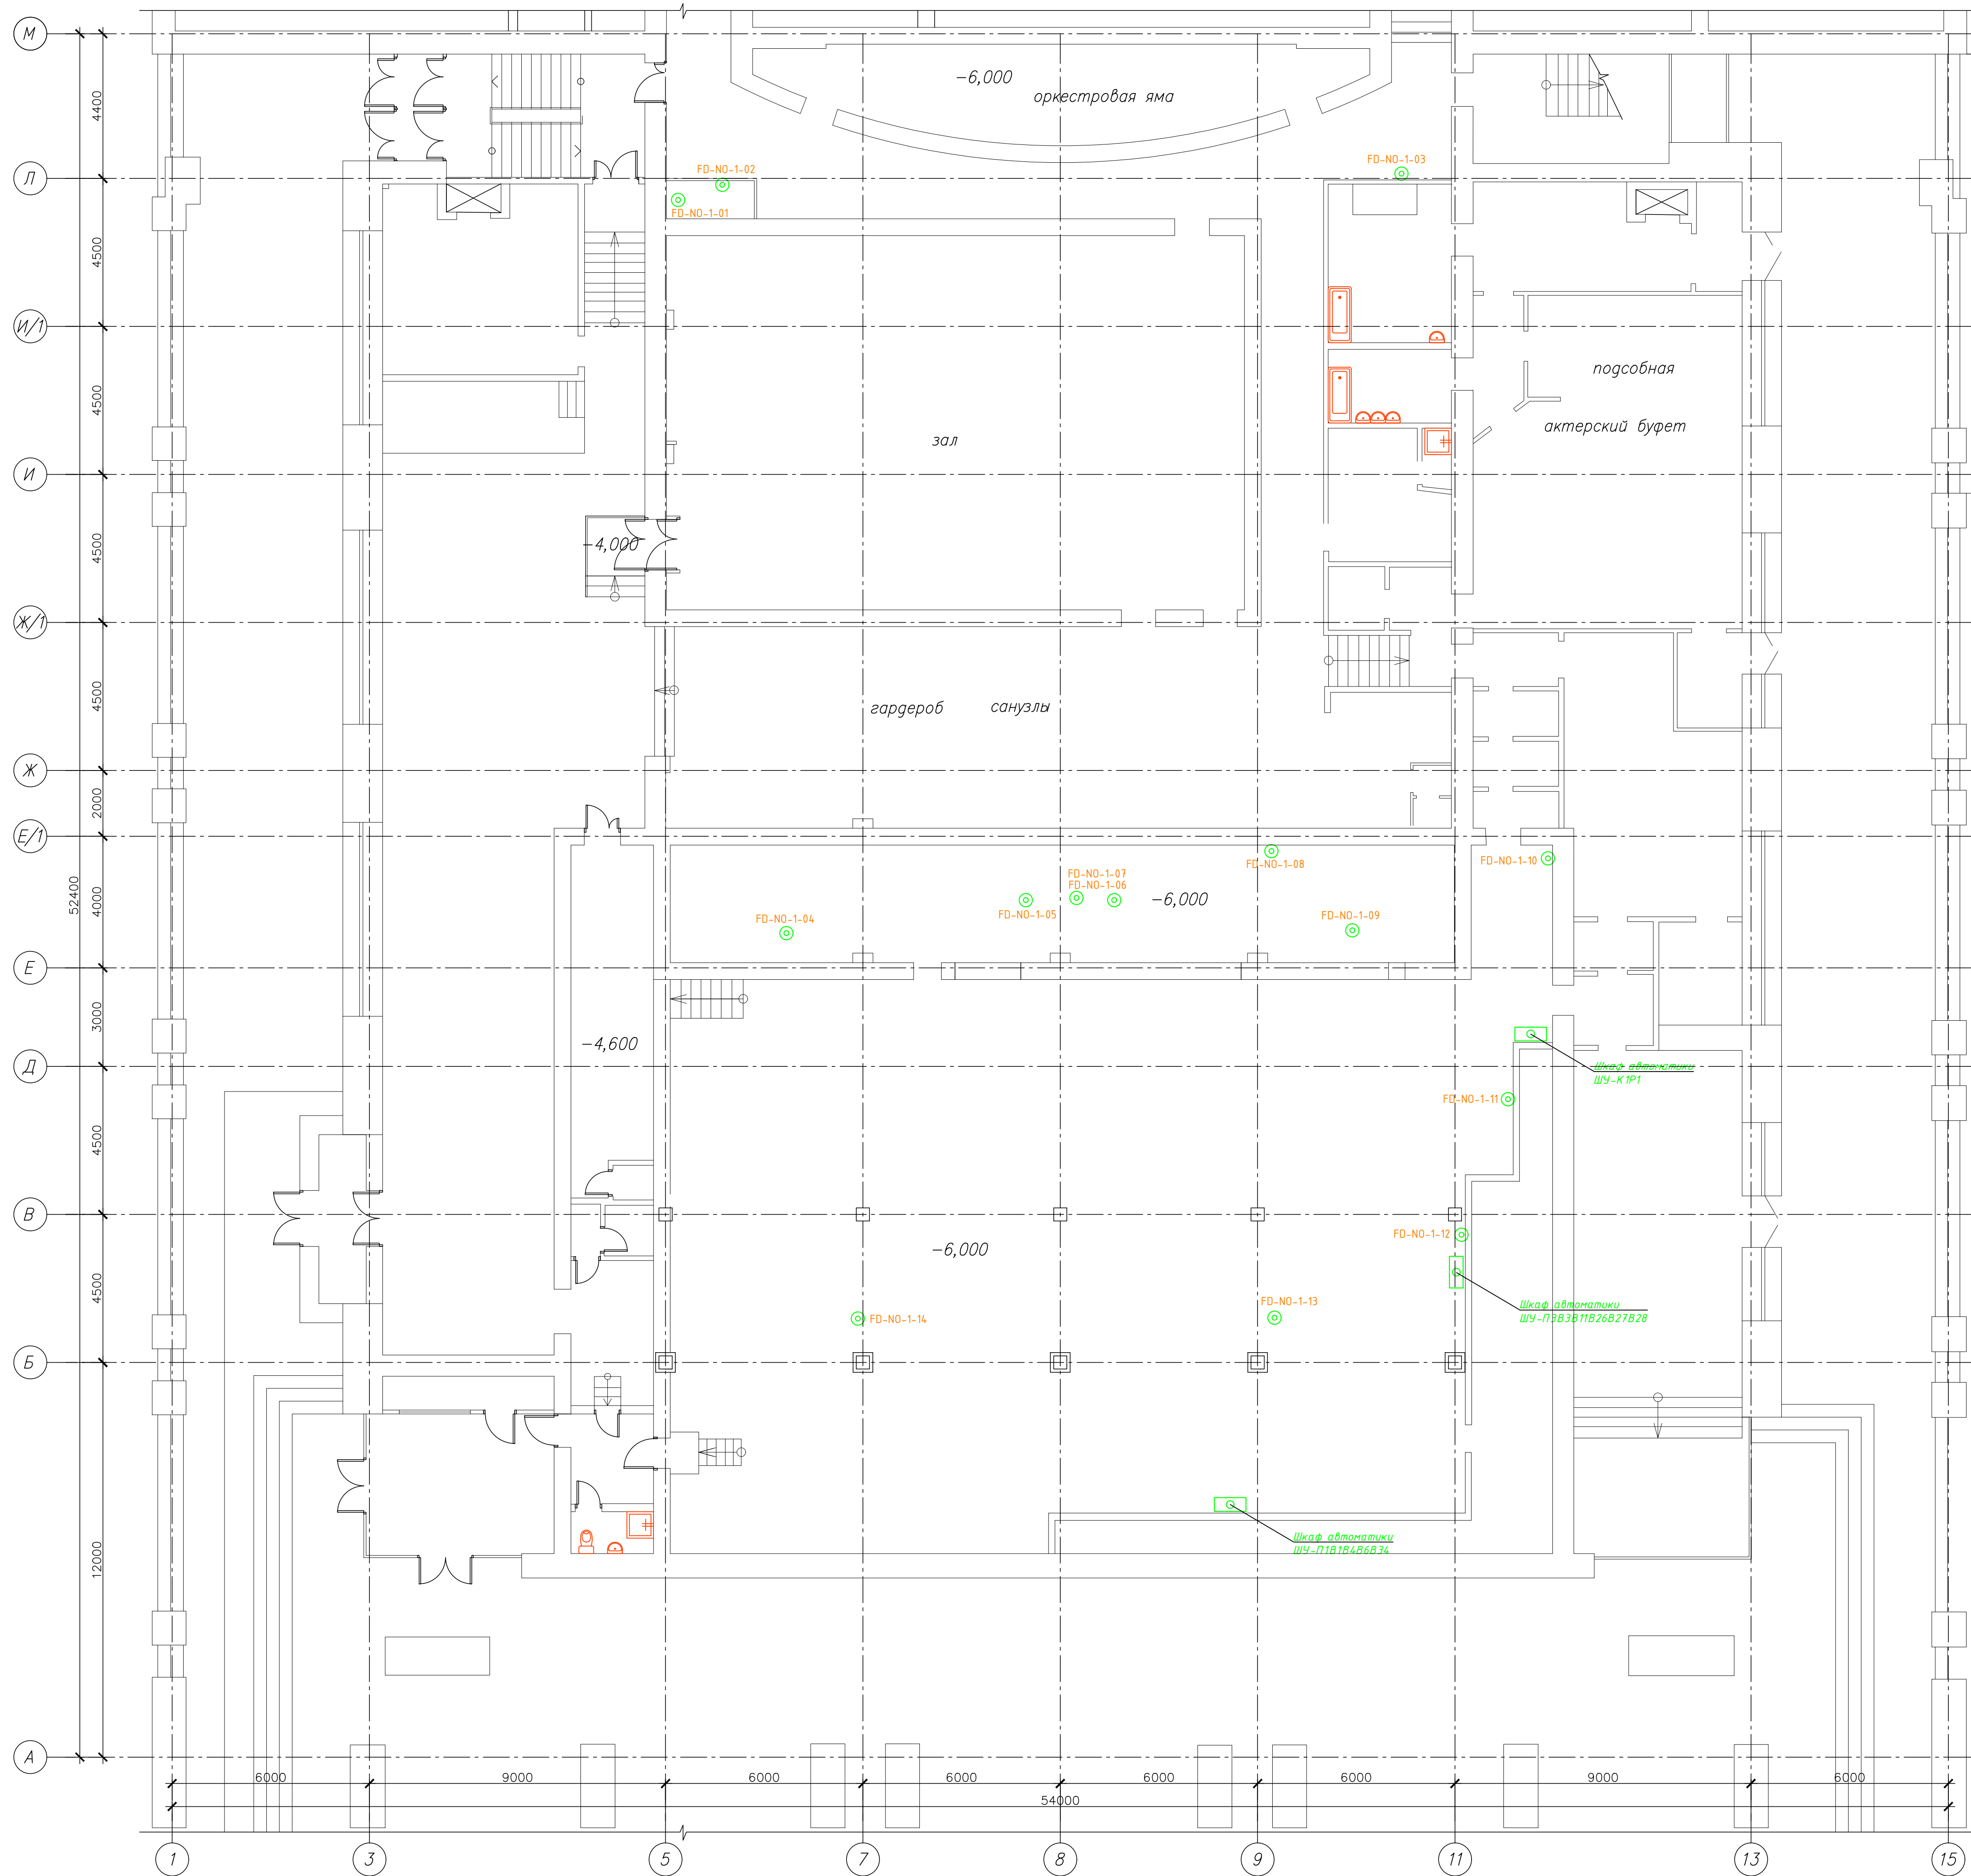 М
-6,000
оркестровая яма
4400
FD-NO-1-03
Л
FD-NO-1-02
FD-NO-1-01
4500
И/1
подсобная
4500
актерский буфет
зал
И
4500
-4,000
Ж/1
4500
гардероб санузлы
Ж
2000
Е/1
FD-NO-1-10
FD-NO-1-08
FD-NO-1-07
FD-NO-1-06
52400
4000
-6,000
FD-NO-1-05
FD-NO-1-09
FD-NO-1-04
Е
3000
-4,600
Д
Шкаф автоматики
ШУ-К1Р1
FD-NO-1-11
4500
В
FD-NO-1-12
-6,000
4500
FD-NO-1-13
Шкаф автоматики
ШУ-П3В3В11В26В27В28
FD-NO-1-14
Б
Шкаф автоматики
ШУ-П1В1В4В6В34
12000
А
6000
9000
6000
6000
6000
6000
9000
6000
54000
1
3
5
7
8
9
11
13
15